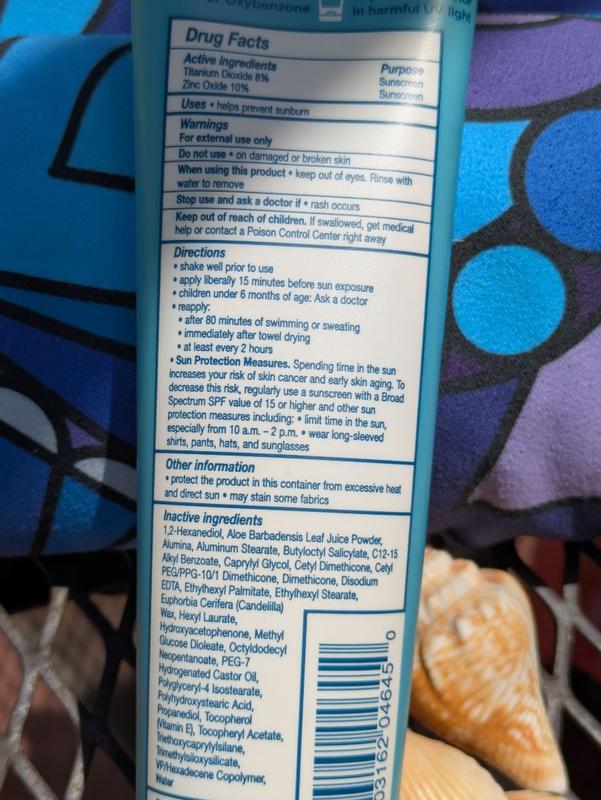 Oxybenzone
in harmful UV light
Drug Facts
Active ingredients Purpose
Titanium Dioxide 8% Sunscreen
Zinc Oxide 10% Sunscreen
Uses • helps prevent sunburn
Warnings
For external use only
Do not use • on damaged or broken skin
When using this product • keep out of eyes. Rinse with
water to remove
Stop use and ask a doctor if • rash occurs
Keep out of reach of children. If swallowed, get medical
help or contact a Poison Control Center right away
Directions
• shake well prior to use
• apply liberally 15 minutes before sun exposure
• children under 6 months of age: Ask a doctor
• reapply:
• after 80 minutes of swimming or sweating
• immediately after towel drying
• at least every 2 hours
• Sun Protection Measures. Spending time in the sun
increases your risk of skin cancer and early skin aging. To
decrease this risk, regularly use a sunscreen with a Broad
Spectrum SPF value of 15 or higher and other sun
protection measures including: • limit time in the sun,
especially from 10 a.m. – 2 p.m. • wear long-sleeved
shirts, pants, hats, and sunglasses
Other information
• protect the product in this container from excessive heat
and direct sun • may stain some fabrics
Inactive ingredients
1,2-Hexanediol, Aloe Barbadensis Leaf Juice Powder,
Alumina, Aluminum Stearate, Butyloctyl Salicylate, C12-15
Alkyl Benzoate, Caprylyl Glycol, Cetyl Dimethicone, Cetyl
PEG/PPG-10/1 Dimethicone, Dimethicone, Disodium
EDTA, Ethylhexyl Palmitate, Ethylhexyl Stearate,
Euphorbia Cerifera (Candelilla)
Wax, Hexyl Laurate,
Hydroxyacetophenone, Methyl
Glucose Dioleate, Octyldodecyl
Neopentanoate, PEG-7
Hydrogenated Castor Oil,
Polyglyceryl-4 Isostearate,
Polyhydroxystearic Acid,
Propanediol, Tocopherol
(Vitamin E), Tocopheryl Acetate,
Triethoxycaprylylsilane,
Trimethylsiloxysilicate,
VP/Hexadecene Copolymer,
Water
03162 04645 0